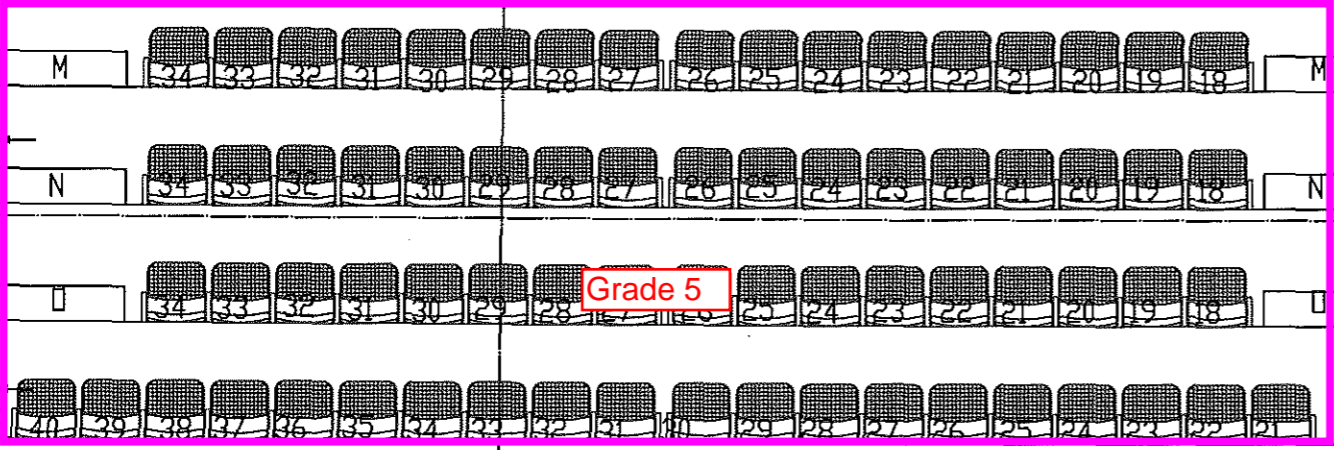 M 34 33 32 31 30 29 28 27 26 25 24 23 22 21 20 19 18 M
N 34 33 32 31 30 29 28 27 26 25 24 23 22 21 20 19 18 N
O 34 33 32 31 30 29 28 27 26 25 24 23 22 21 20 19 18 O
Grade 5
40 39 38 37 36 35 34 33 32 31 30 29 28 27 26 25 24 23 22 21